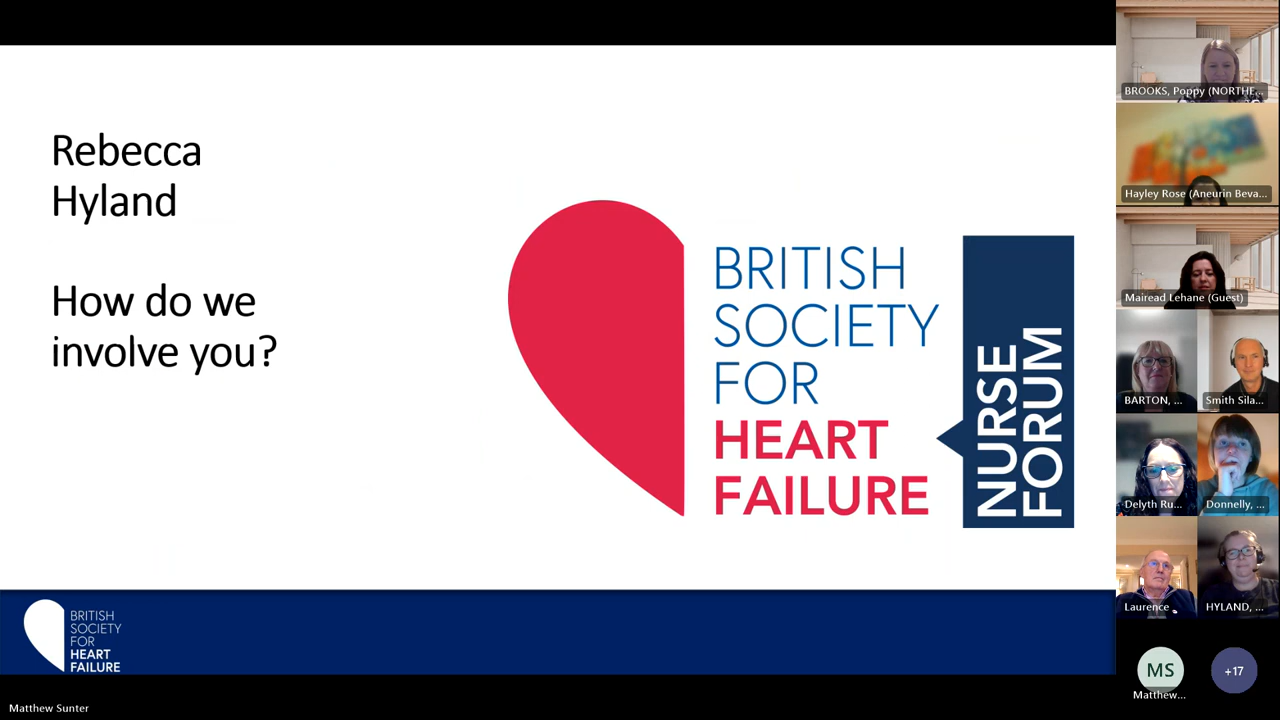 Rebecca
Hyland
How do we
involve you?
BRITISH
SOCIETY
FOR
HEART
FAILURE
NURSE
FORUM
BRITISH
SOCIETY
FOR
HEART
FAILURE
Matthew Sunter
BROOKS, Poppy (NORTHE...
Hayley Rose (Aneurin Beva...
Mairead Lehane (Guest)
BARTON, ...
Smith Sila...
Delyth Ru...
Donnelly, ...
Laurence
HYLAND, ...
MS
Matthew...
+17